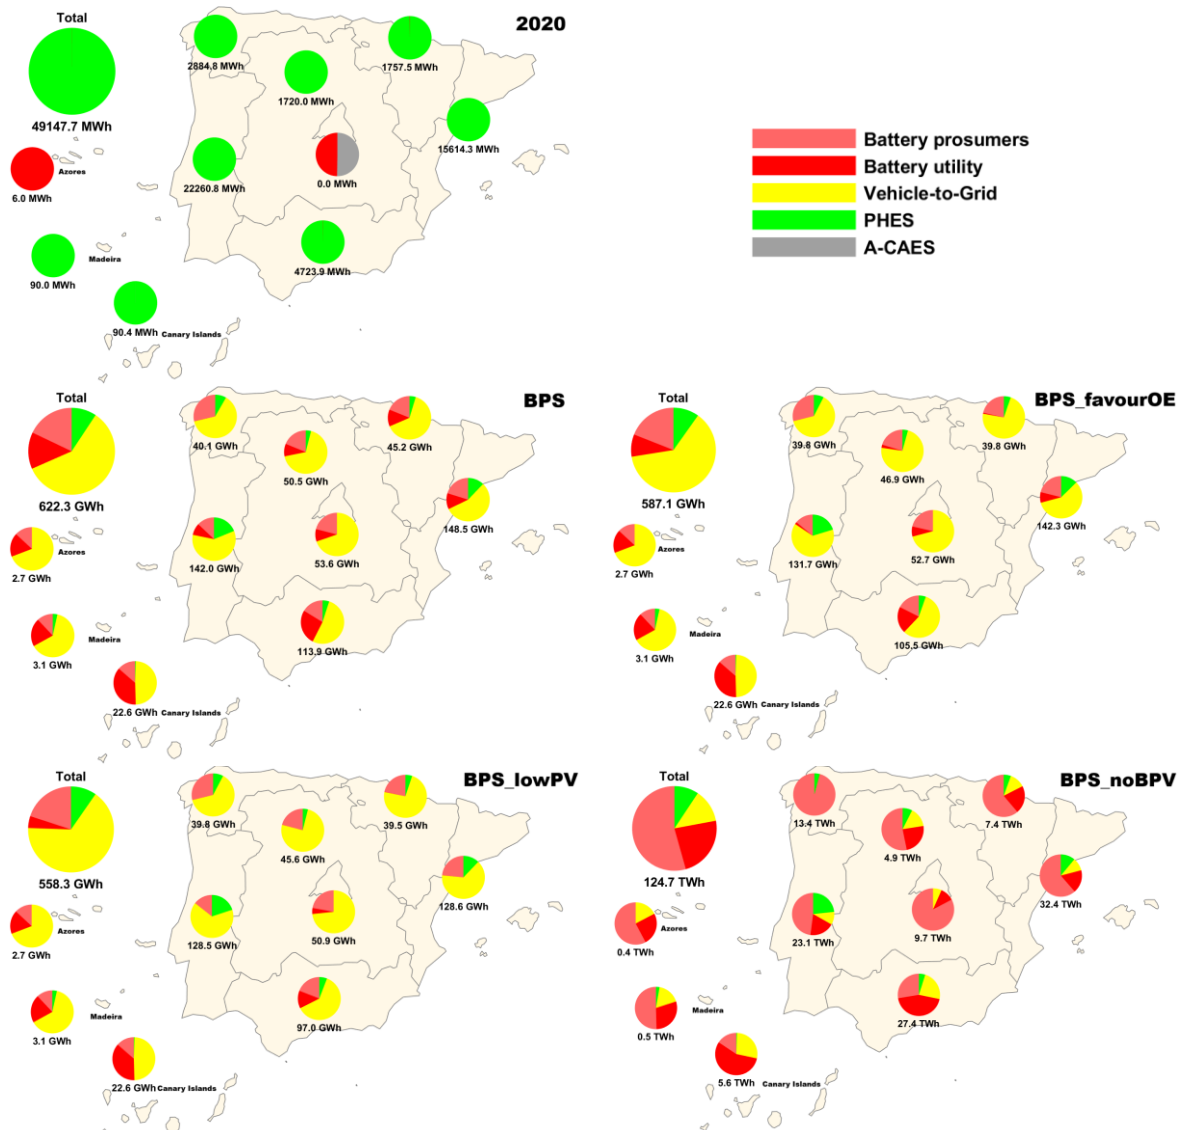 Total
2020
2884.8 MWh
1757.5 MWh
1720.0 MWh
49147.7 MWh
15614.3 MWh
Azores
6.0 MWh
22260.8 MWh
0.0 MWh
Madeira
90.0 MWh
4723.9 MWh
90.4 MWh
Canary Islands
Battery prosumers
Battery utility
Vehicle-to-Grid
PHES
A-CAES
Total
BPS
40.1 GWh
45.2 GWh
50.5 GWh
622.3 GWh
148.5 GWh
142.0 GWh
53.6 GWh
Azores
2.7 GWh
Madeira
3.1 GWh
113.9 GWh
22.6 GWh
Canary Islands
Total
BPS_favourOE
39.8 GWh
39.8 GWh
46.9 GWh
587.1 GWh
142.3 GWh
131.7 GWh
52.7 GWh
Azores
2.7 GWh
Madeira
3.1 GWh
105.5 GWh
22.6 GWh
Canary Islands
Total
BPS_lowPV
39.8 GWh
39.5 GWh
45.6 GWh
558.3 GWh
128.6 GWh
128.5 GWh
50.9 GWh
Azores
2.7 GWh
Madeira
3.1 GWh
97.0 GWh
22.6 GWh
Canary Islands
Total
BPS_noBPV
13.4 TWh
7.4 TWh
4.9 TWh
124.7 TWh
32.4 TWh
23.1 TWh
9.7 TWh
Azores
0.4 TWh
Madeira
0.5 TWh
27.4 TWh
5.6 TWh
Canary Islands